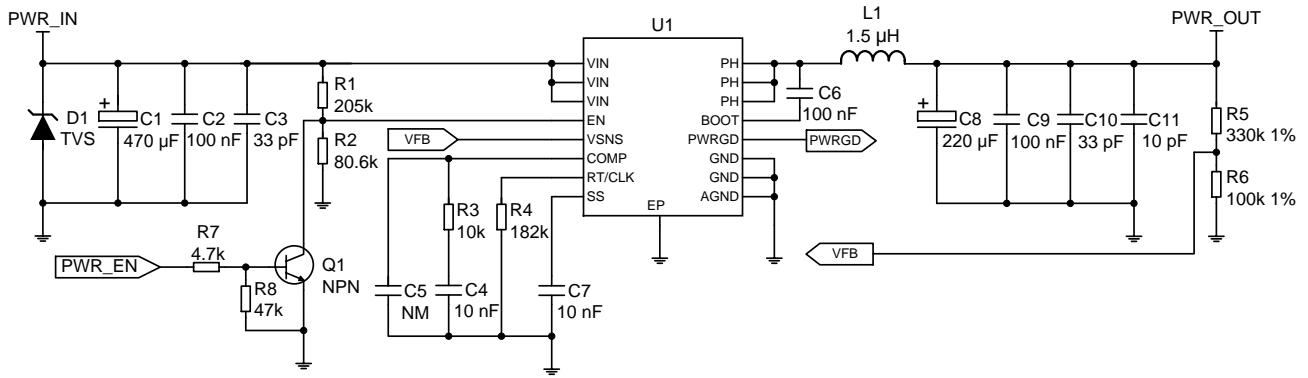 PWR_IN
D1
TVS
+
C1
470 µF
C2
100 nF
C3
33 pF
R1
205k
R2
80.6k
VFB
PWR_EN
R7
4.7k
R8
47k
Q1
NPN
C5
NM
R3
10k
C4
10 nF
R4
182k
C7
10 nF
U1
VIN
VIN
VIN
EN
VSNS
COMP
RT/CLK
SS
EP
PH
PH
PH
BOOT
PWRGD
GND
GND
AGND
C6
100 nF
PWRGD
L1
1.5 µH
+
C8
220 µF
C9
100 nF
C10
33 pF
C11
10 pF
PWR_OUT
R5
330k 1%
R6
100k 1%
VFB